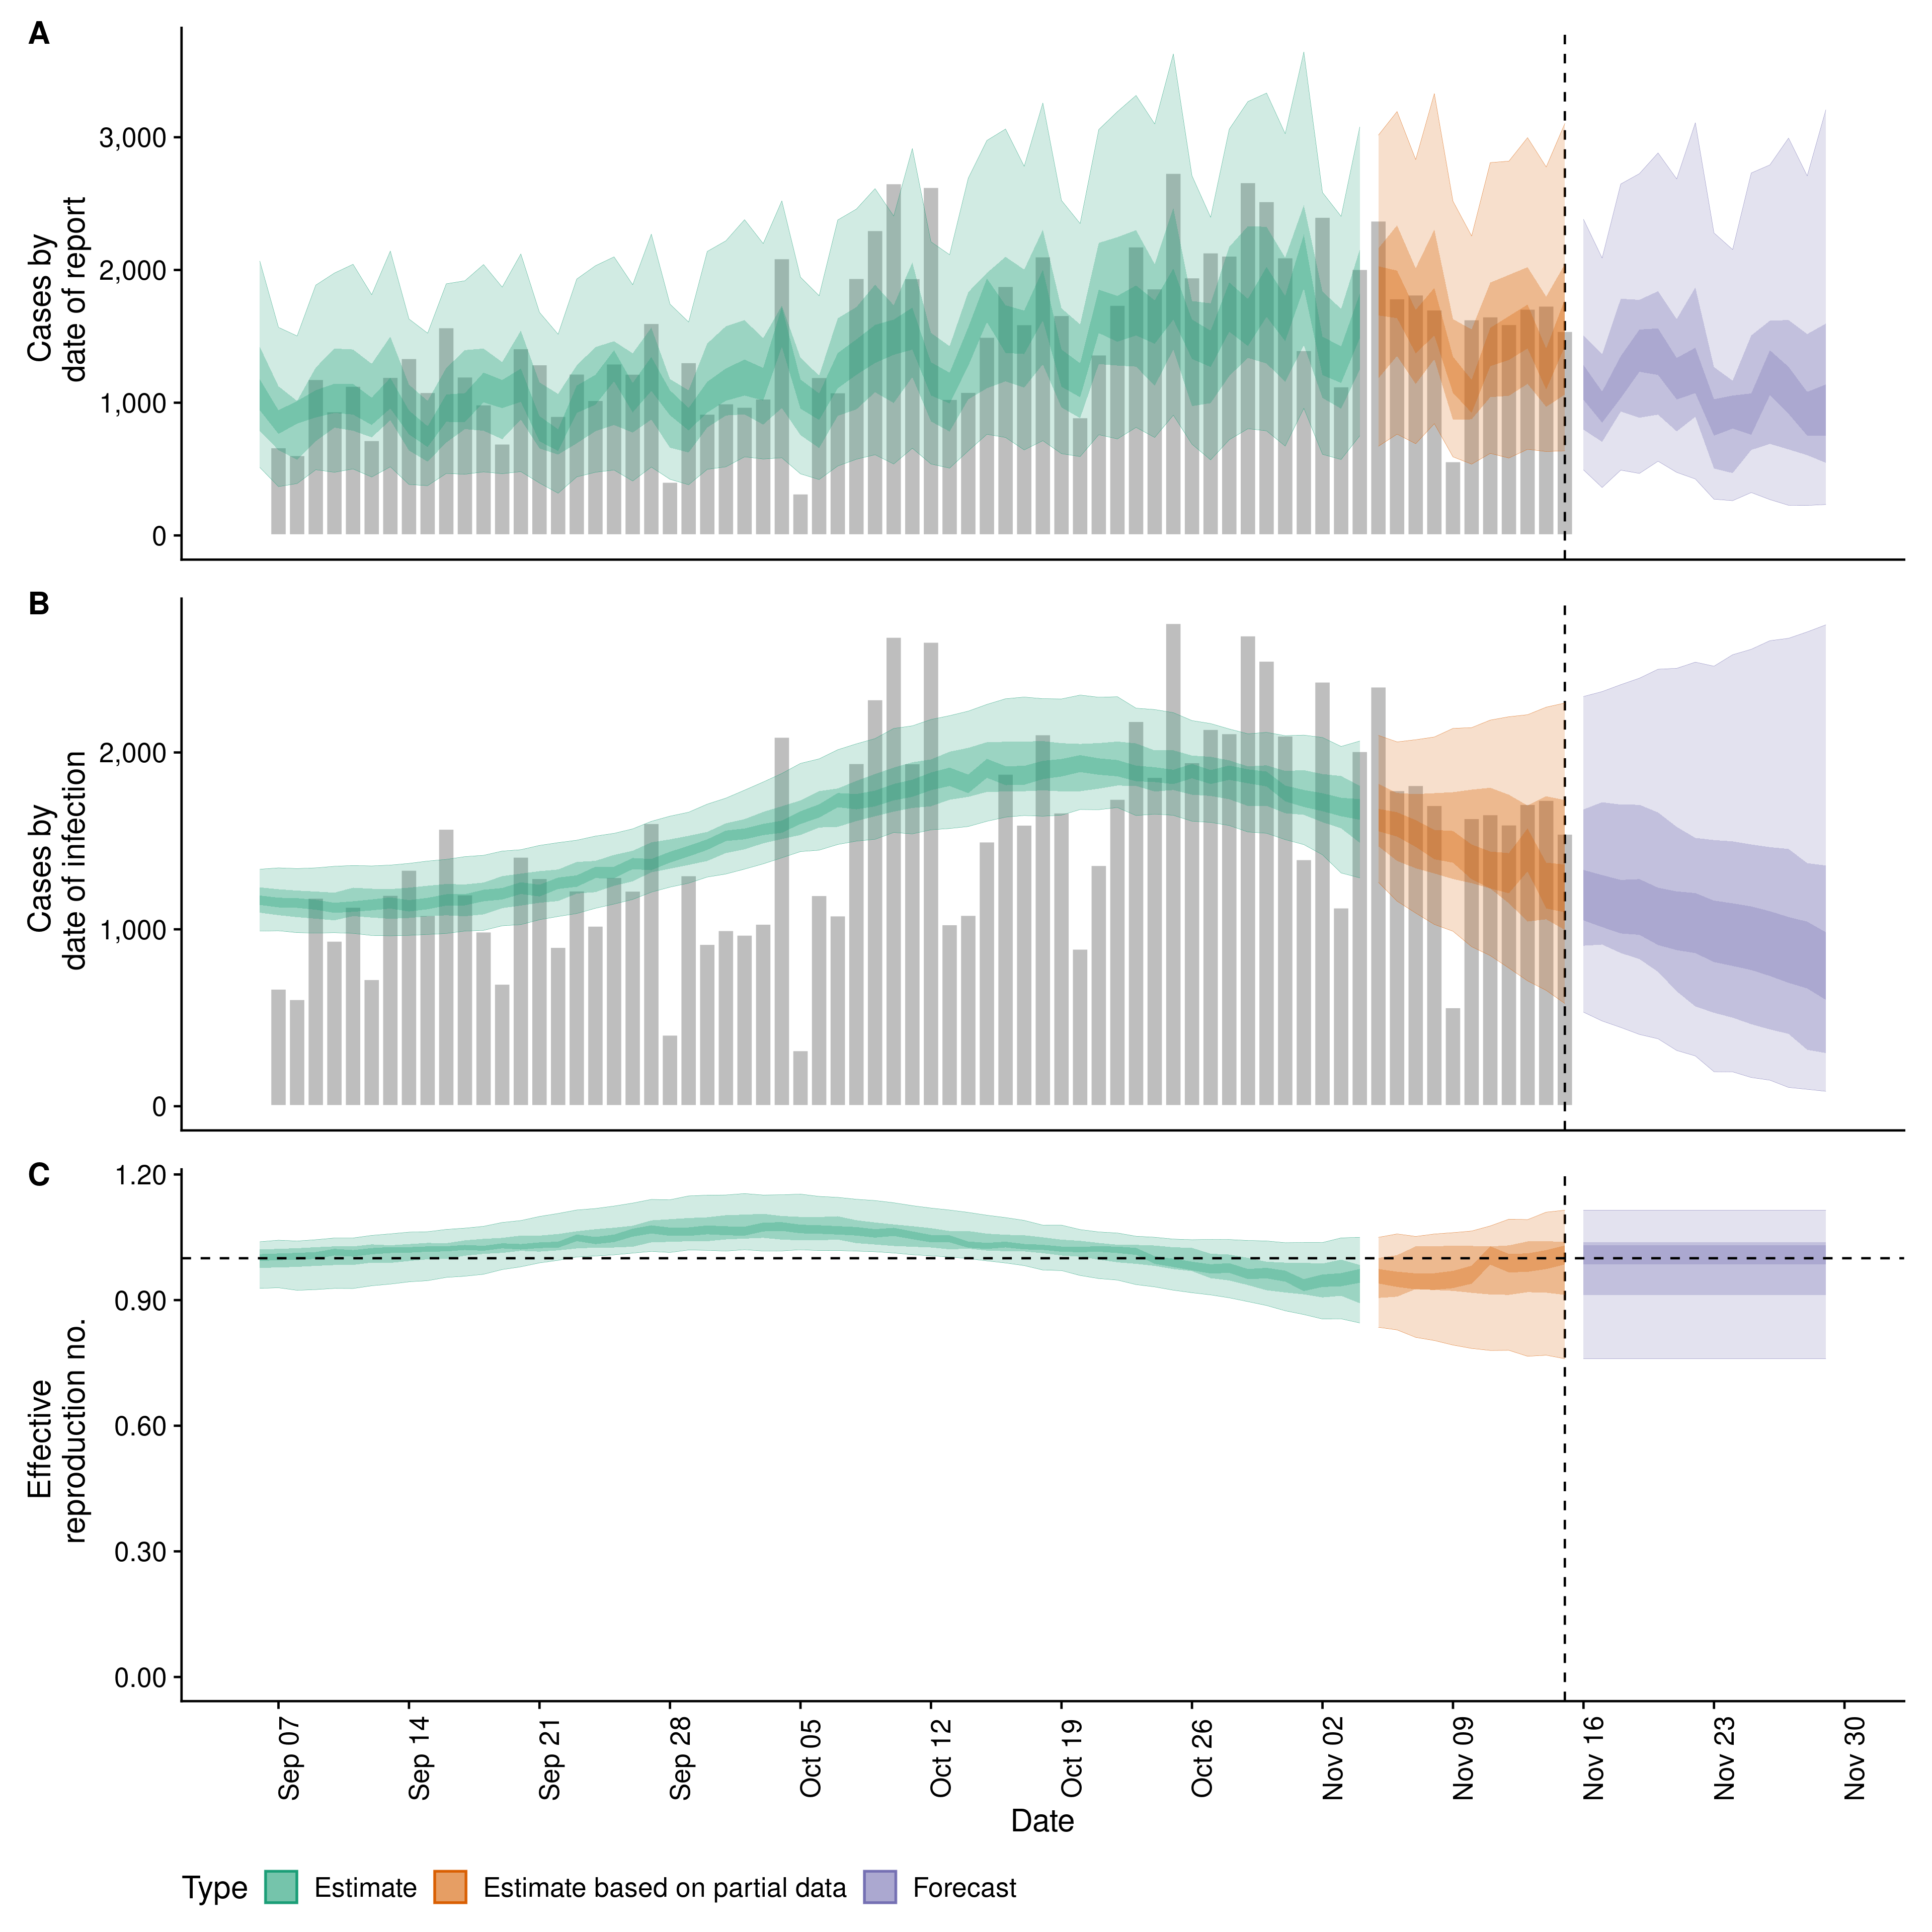 A
3,000
2,000
1,000
0
Cases by
date of report
B
2,000
1,000
0
Cases by
date of infection
C
1.20
0.90
0.60
0.30
0.00
Effective
reproduction no.
Sep 07
Sep 14
Sep 21
Sep 28
Oct 05
Oct 12
Oct 19
Oct 26
Nov 02
Nov 09
Nov 16
Nov 23
Nov 30
Date
Type Estimate Estimate based on partial data Forecast